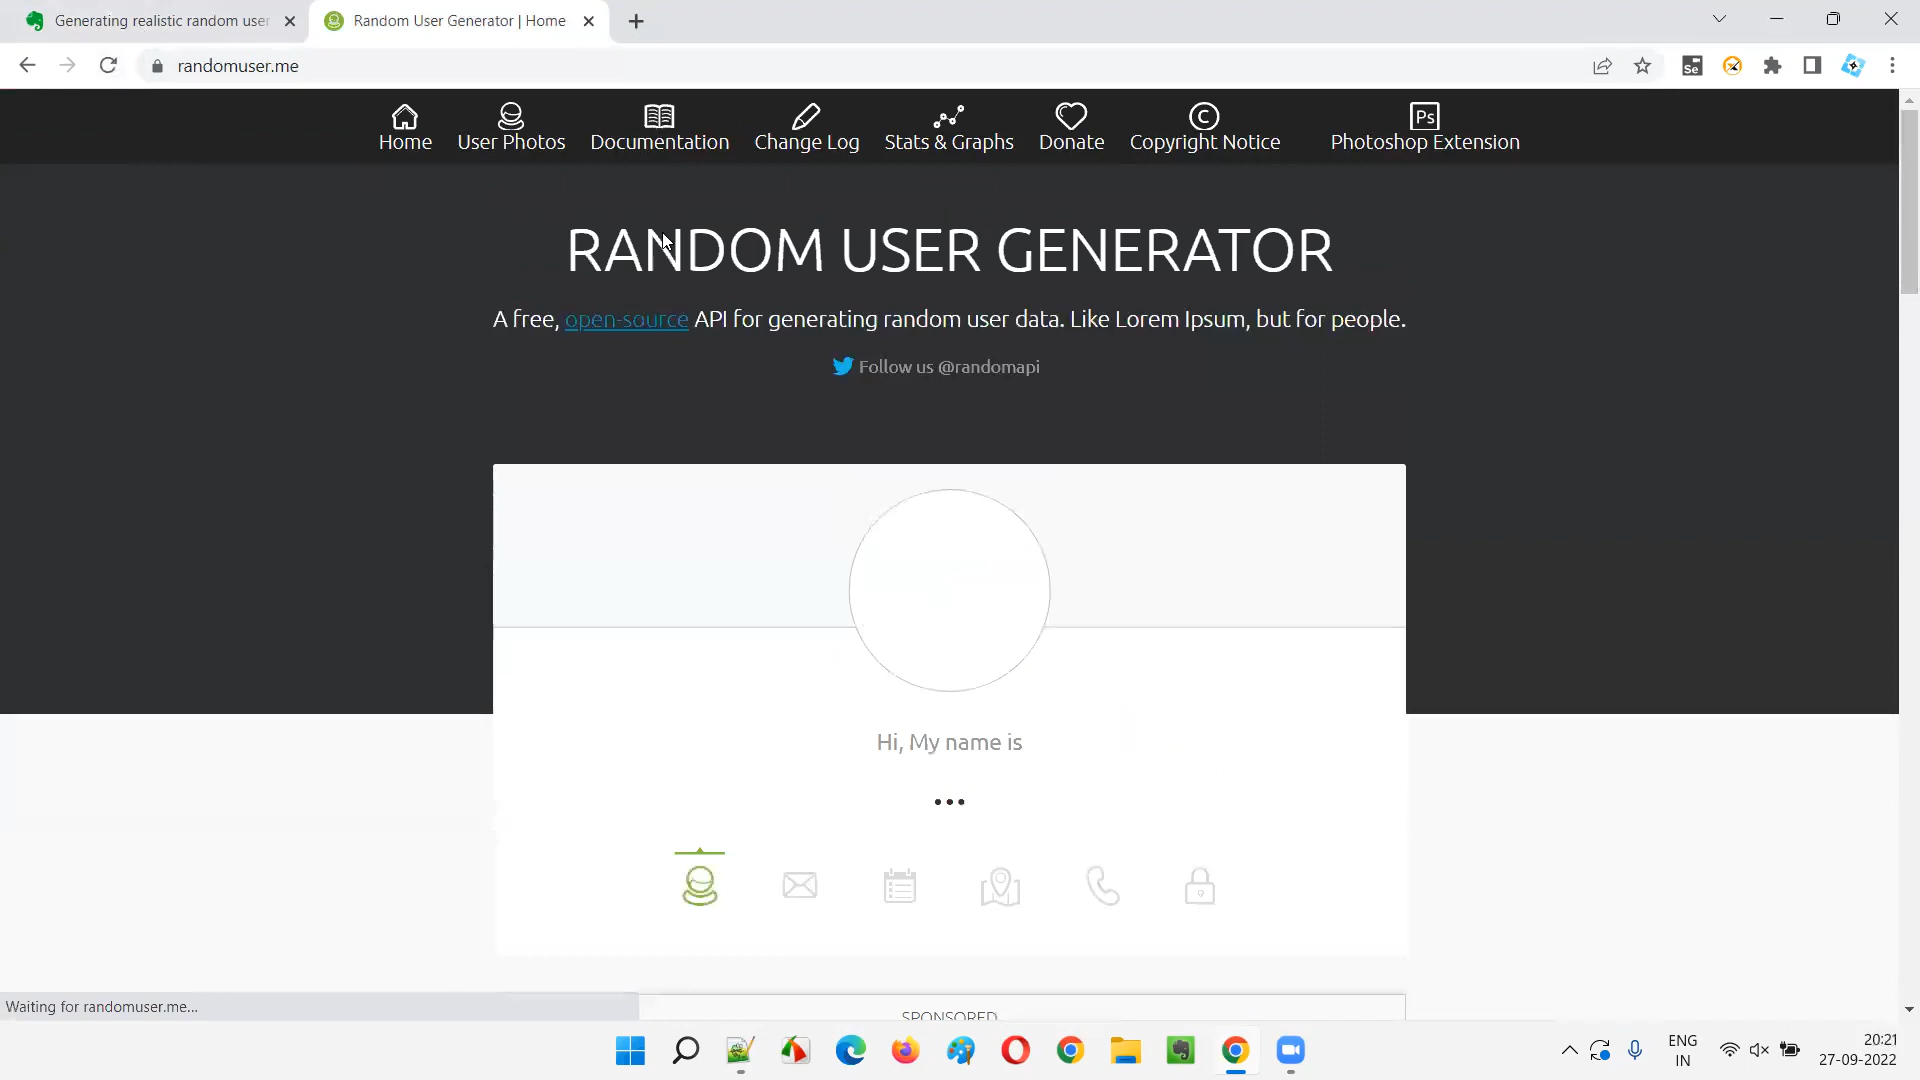 Generating realistic random user
Random User Generator | Home
randomuser.me
Se
Home
User Photos
Documentation
Change Log
Stats & Graphs
Donate
Copyright Notice
Ps
Photoshop Extension
RANDOM USER GENERATOR
A free, open-source API for generating random user data. Like Lorem Ipsum, but for people.
Follow us @randomapi
Hi, My name is
...
Waiting for randomuser.me...
SPONSORED
ENG
IN
20:21
27-09-2022